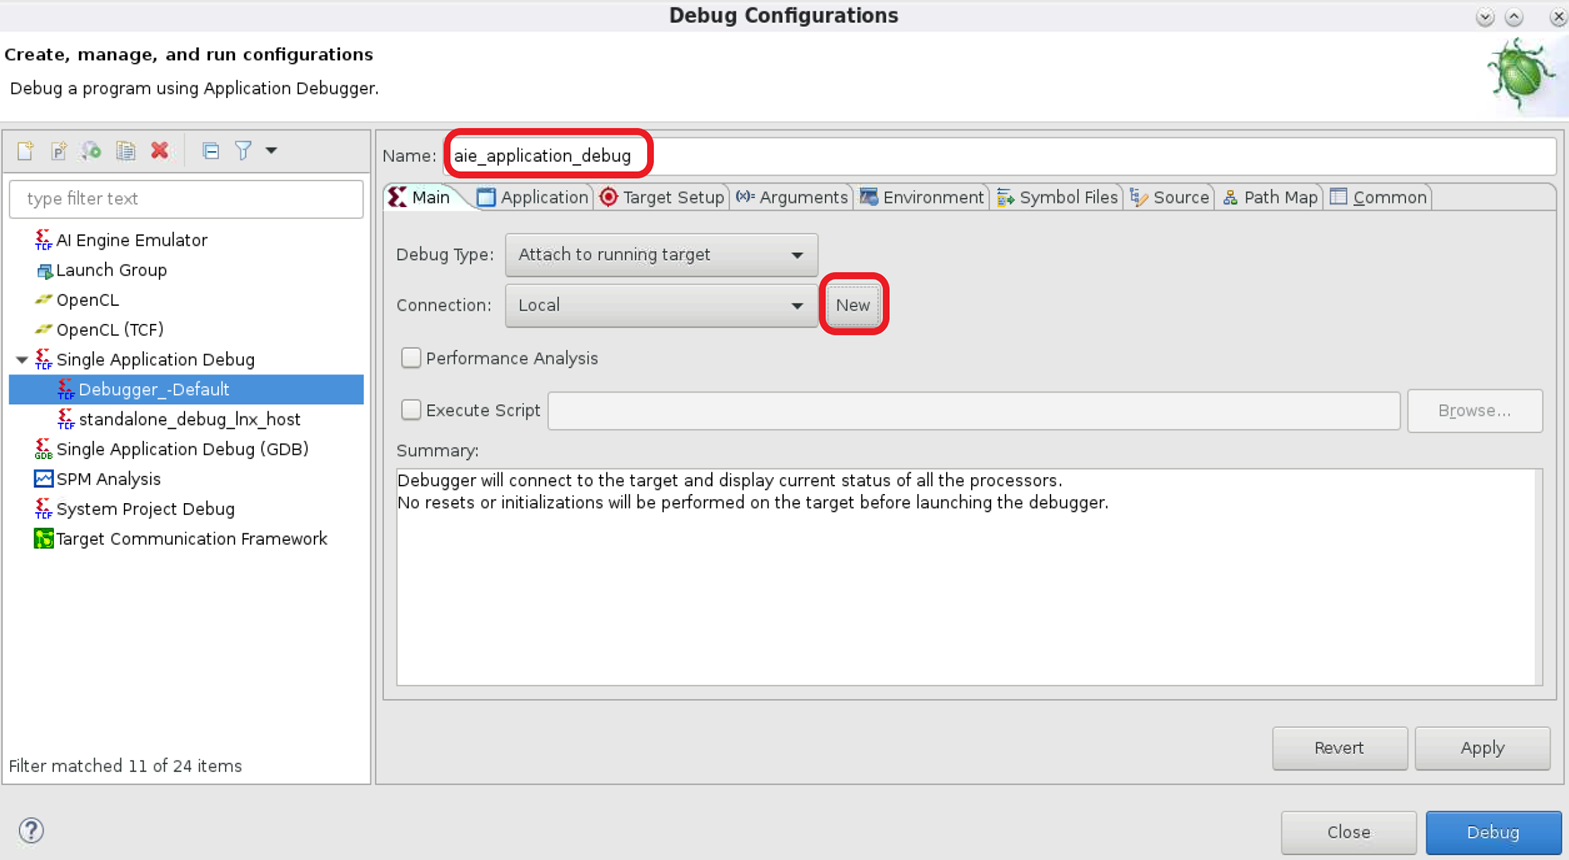 Debug Configurations
Create, manage, and run configurations
Debug a program using Application Debugger.
type filter text
AI Engine Emulator
Launch Group
OpenCL
OpenCL (TCF)
Single Application Debug
Debugger_-Default
standalone_debug_lnx_host
Single Application Debug (GDB)
SPM Analysis
System Project Debug
Target Communication Framework
Filter matched 11 of 24 items
Name: aie_application_debug
Main Application Target Setup (x)= Arguments Environment Symbol Files Source Path Map Common
Debug Type: Attach to running target
Connection: Local New
Performance Analysis
Execute Script Browse...
Summary:
Debugger will connect to the target and display current status of all the processors.
No resets or initializations will be performed on the target before launching the debugger.
Revert Apply
? Close Debug